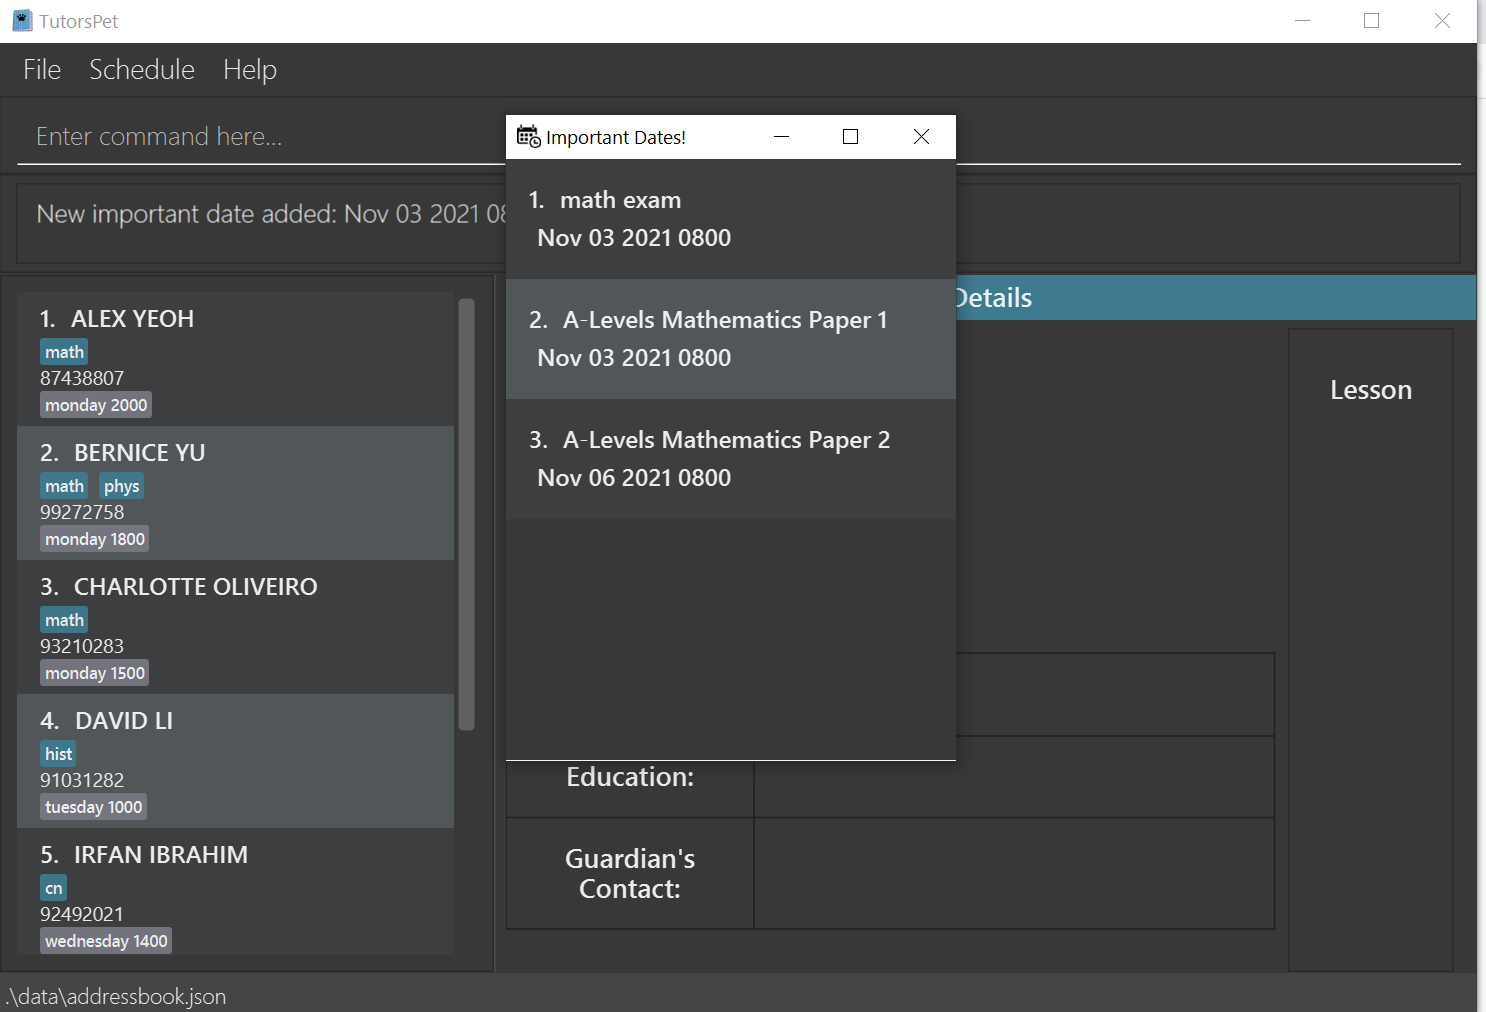 TutorsPet
File Schedule Help
Enter command here...
New important date added: Nov 03 2021
Important Dates!
1. math exam
Nov 03 2021 0800
2. A-Levels Mathematics Paper 1
Nov 03 2021 0800
3. A-Levels Mathematics Paper 2
Nov 06 2021 0800
1. ALEX YEOH
math
87438807
monday 2000
2. BERNICE YU
math phys
99272758
monday 1800
3. CHARLOTTE OLIVEIRO
math
93210283
monday 1500
4. DAVID LI
hist
91031282
tuesday 1000
5. IRFAN IBRAHIM
cn
92492021
wednesday 1400
Details
Lesson
Education:
Guardian's
Contact:
.\data\addressbook.json